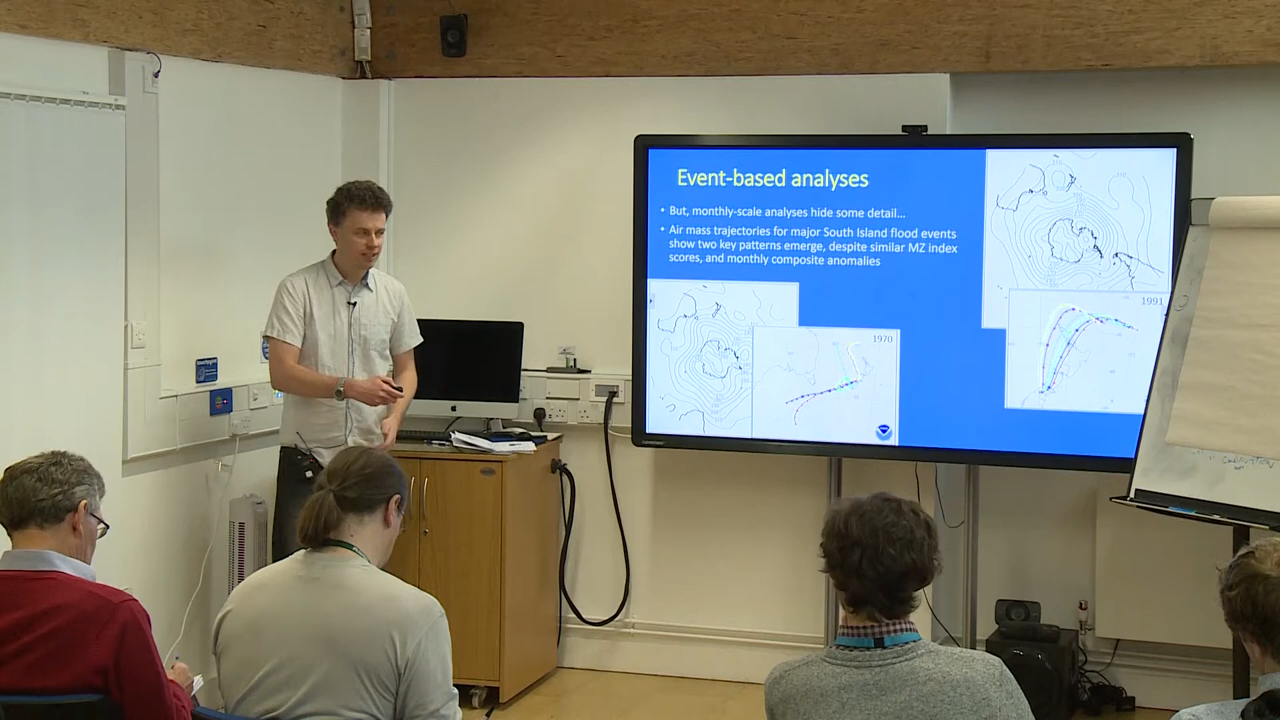 Event-based analyses
• But, monthly-scale analyses hide some detail…
• Air mass trajectories for major South Island flood events
show two key patterns emerge, despite similar MZ index
scores, and monthly composite anomalies
1991
1970